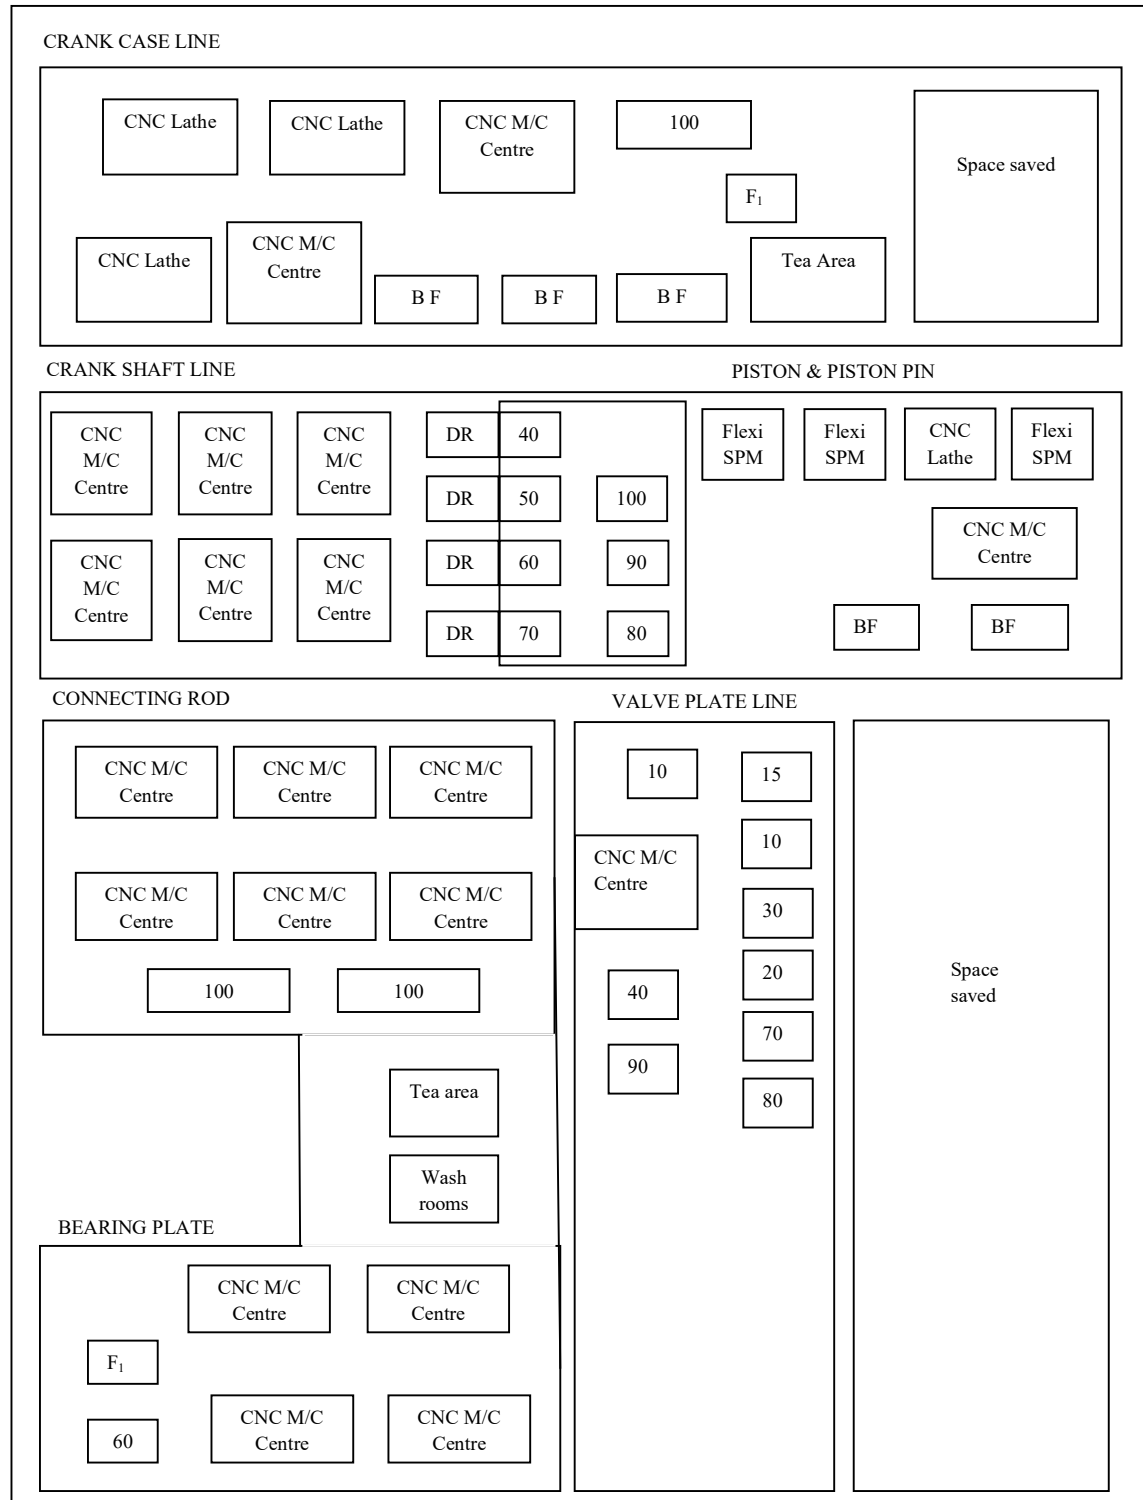 CRANK CASE LINE
CNC Lathe
CNC Lathe
CNC M/C
Centre
100
Space saved
F1
CNC Lathe
CNC M/C
Centre
B F
B F
B F
Tea Area
CRANK SHAFT LINE
PISTON & PISTON PIN
CNC
M/C
Centre
CNC
M/C
Centre
CNC
M/C
Centre
DR
40
DR
50
100
CNC
M/C
Centre
CNC
M/C
Centre
CNC
M/C
Centre
DR
60
90
DR
70
80
Flexi
SPM
Flexi
SPM
CNC
Lathe
Flexi
SPM
CNC M/C
Centre
BF
BF
CONNECTING ROD
CNC M/C
Centre
CNC M/C
Centre
CNC M/C
Centre
CNC M/C
Centre
CNC M/C
Centre
CNC M/C
Centre
100
100
Tea area
Wash
rooms
VALVE PLATE LINE
10
15
10
CNC M/C
Centre
30
20
40
70
90
80
Space
saved
BEARING PLATE
CNC M/C
Centre
CNC M/C
Centre
F1
60
CNC M/C
Centre
CNC M/C
Centre